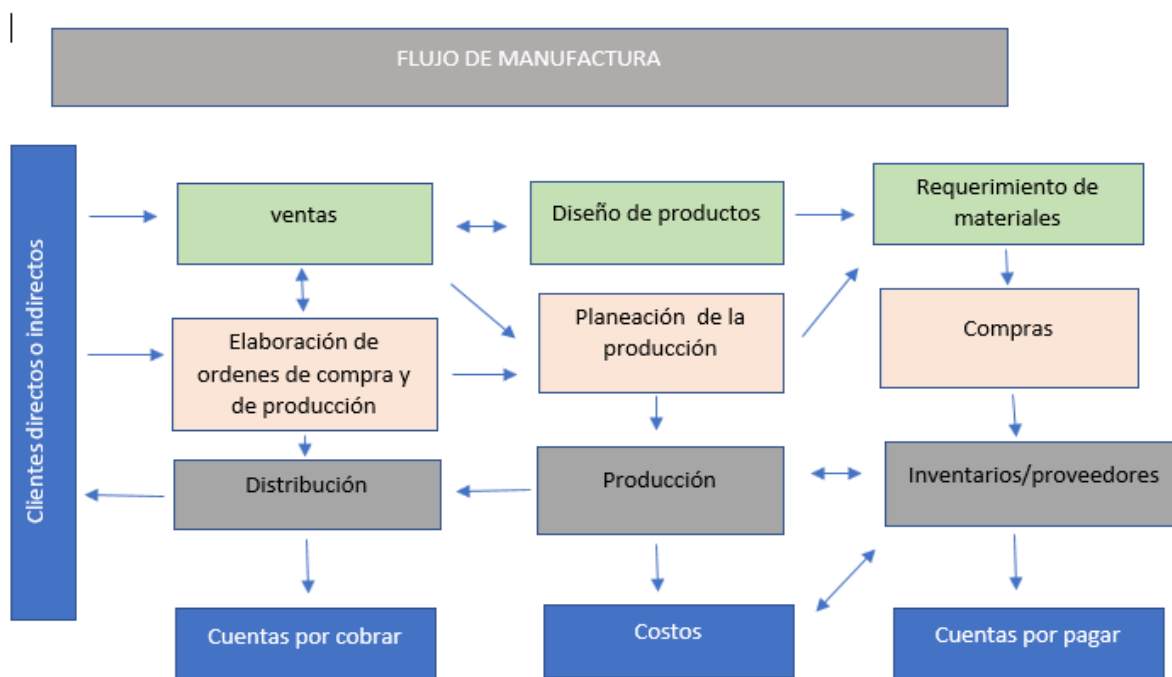 FLUJO DE MANUFACTURA
Clientes directos o indirectos
ventas
Diseño de productos
Requerimiento de
materiales
Elaboración de
ordenes de compra y
de producción
Planeación  de la
producción
Compras
Distribución
Producción
Inventarios/proveedores
Cuentas por cobrar
Costos
Cuentas por pagar